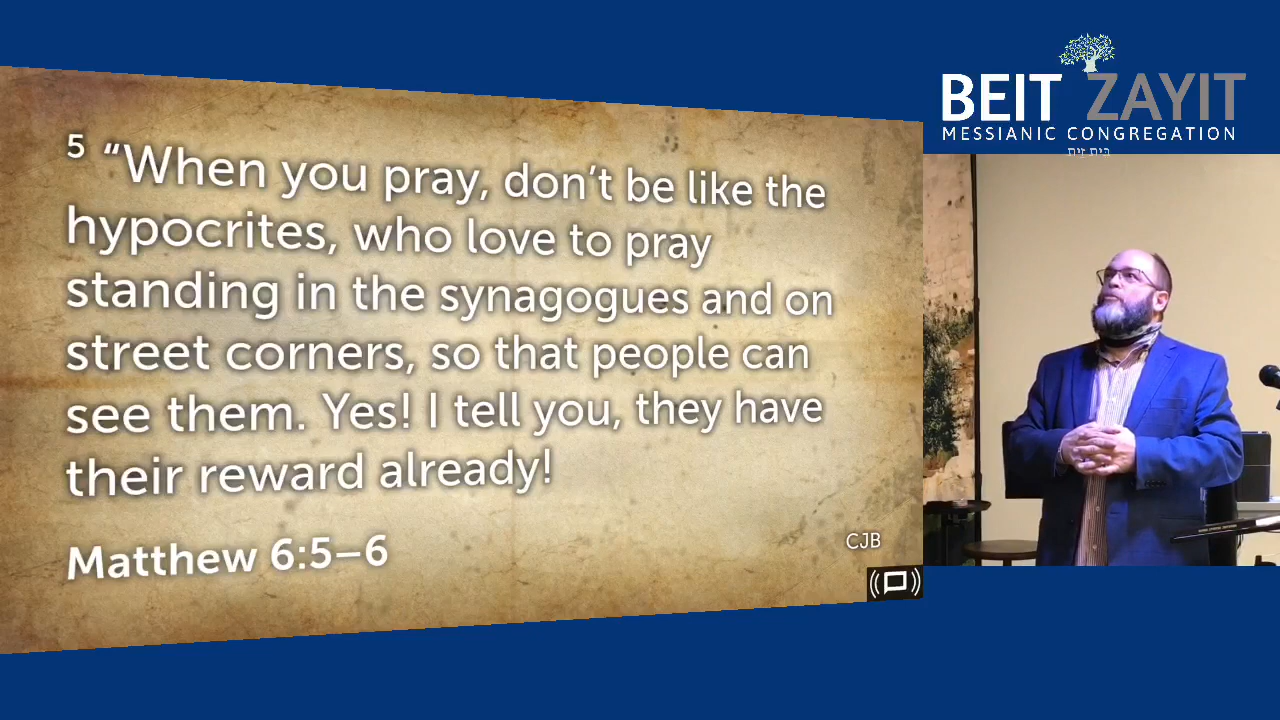 5 “When you pray, don’t be like the
hypocrites, who love to pray
standing in the synagogues and on
street corners, so that people can
see them. Yes! I tell you, they have
their reward already!
Matthew 6:5–6
CJB
BEIT ZAYIT
MESSIANIC CONGREGATION
בית זית